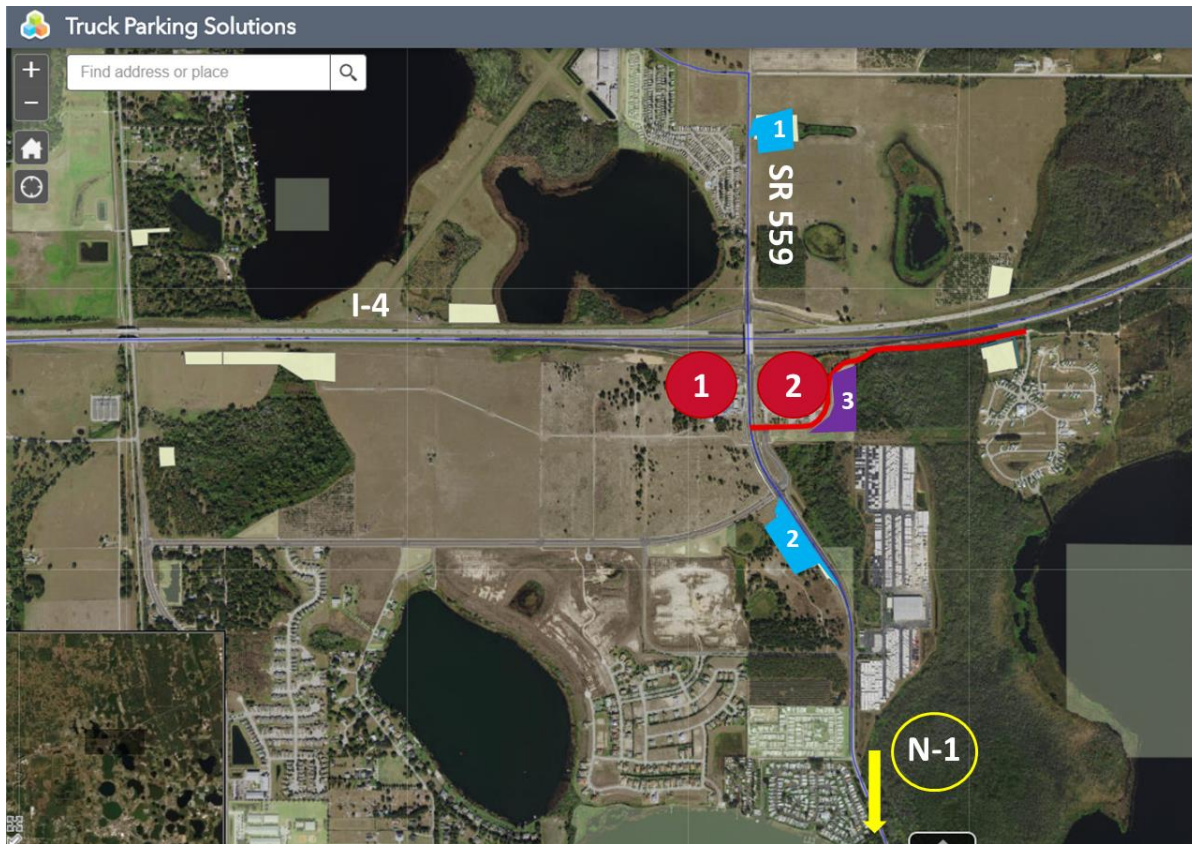 Truck Parking Solutions
+
Find address or place
−
1
SR 559
I-4
1
2
3
2
N-1